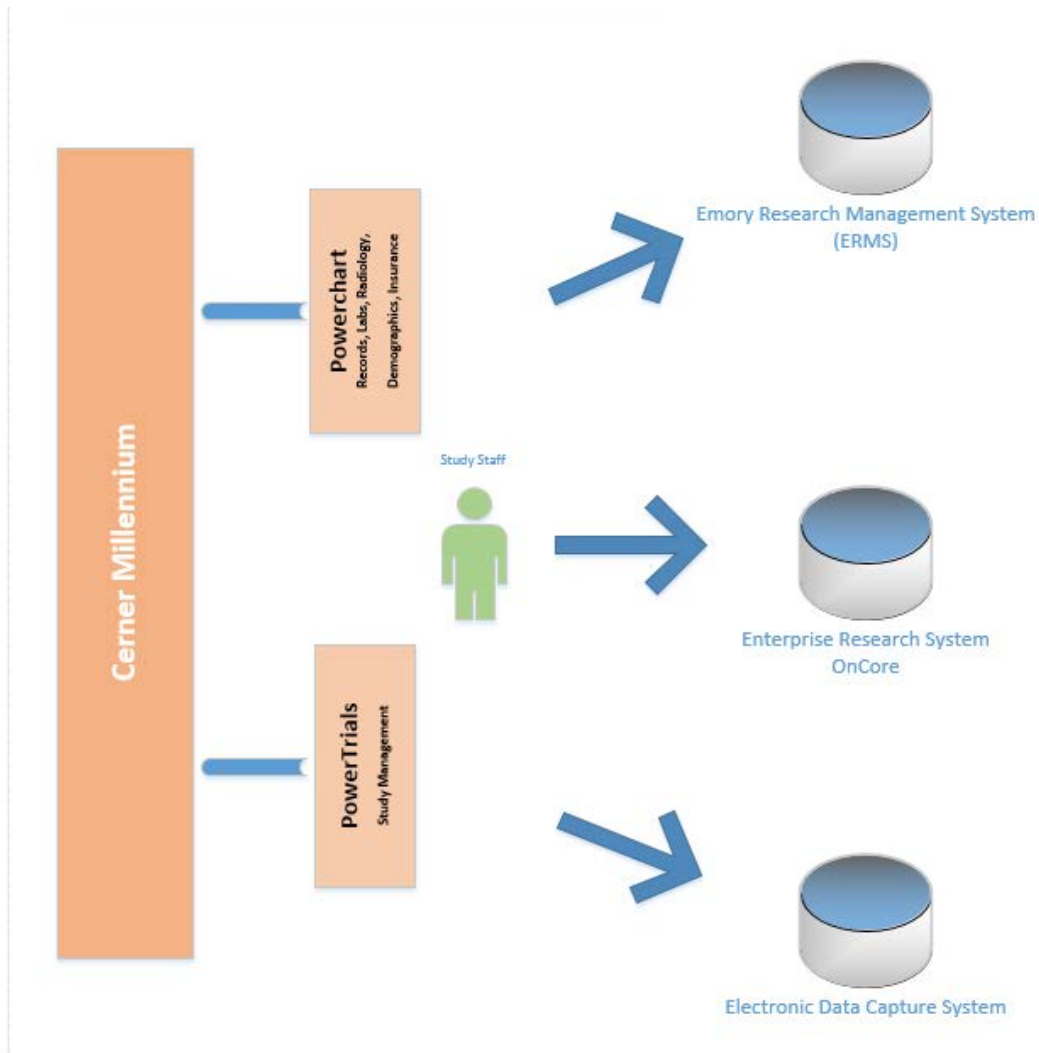 Cerner Millennium
Powerchart
Records, Labs, Radiology,
Demographics, Insurance
PowerTrials
Study Management
Study Staff
Emory Research Management System
(ERMS)
Enterprise Research System
OnCore
Electronic Data Capture System